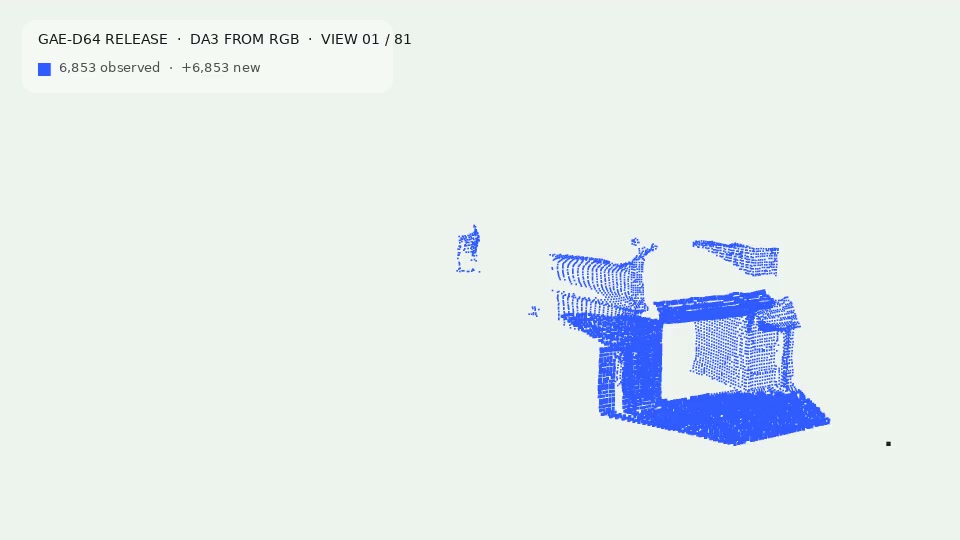 GAE-D64 RELEASE · DA3 FROM RGB · VIEW 01 / 81
6,853 observed · +6,853 new